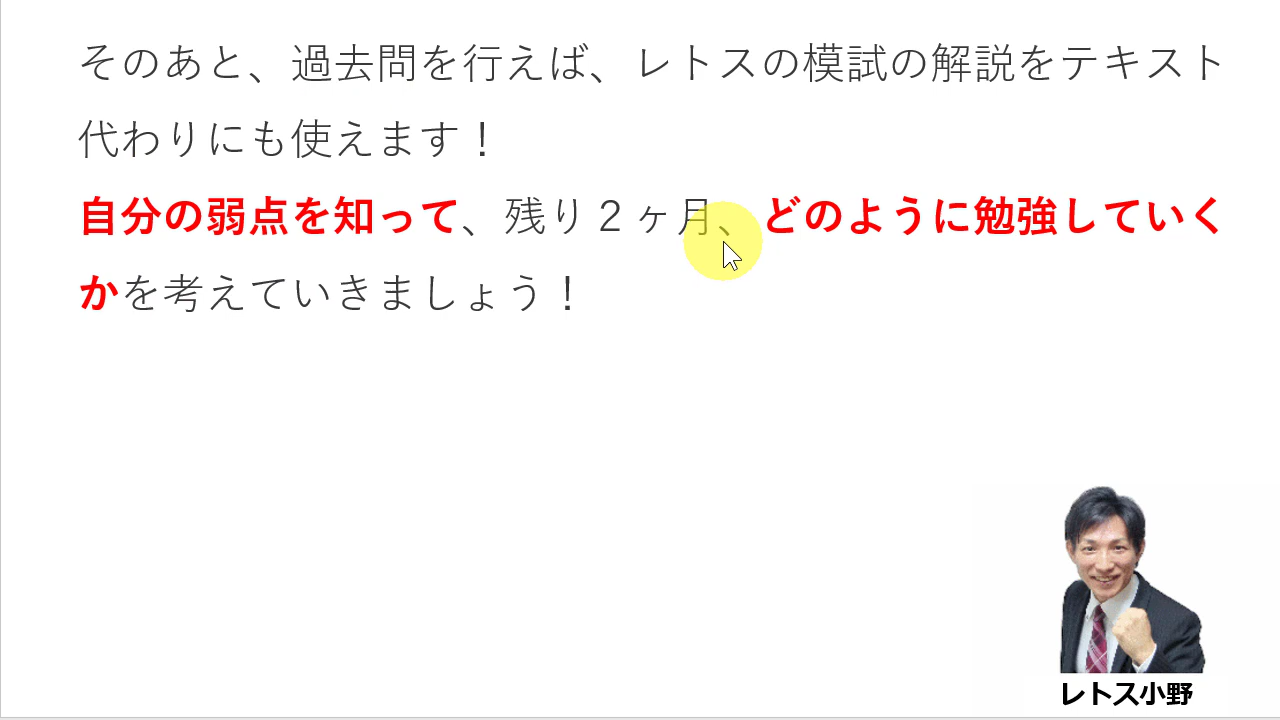 そのあと、過去問を行えば、レトスの模試の解説をテキスト
代わりにも使えます！
自分の弱点を知って、残り２ヶ月、どのように勉強していく
かを考えていきましょう！
レトス小野